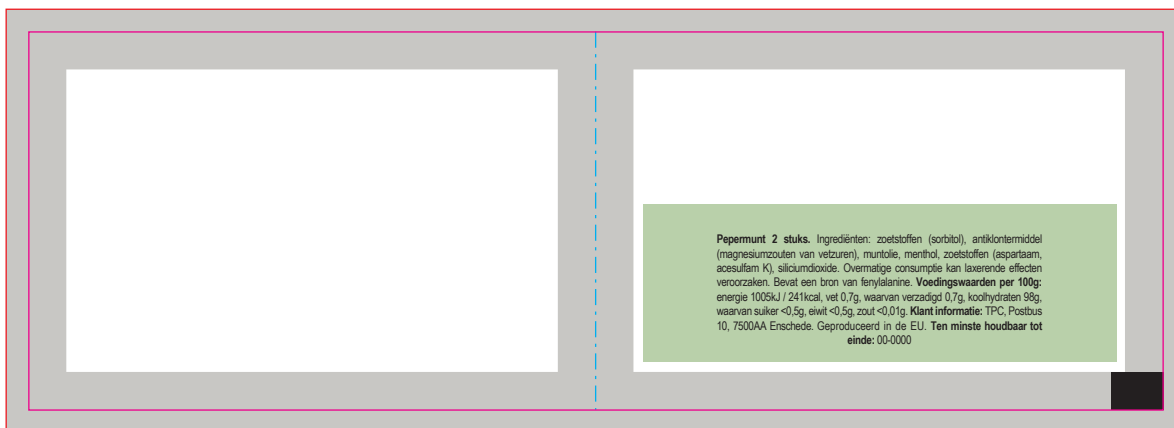 Pepermunt 2 stuks. Ingrediënten: zoetstoffen (sorbitol), antiklontermiddel
(magnesiumzouten van vetzuren), muntolie, menthol, zoetstoffen (aspartaam,
acesulfam K), siliciumdioxide. Overmatige consumptie kan laxerende effecten
veroorzaken. Bevat een bron van fenylalanine. Voedingswaarden per 100g:
energie 1005kJ / 241kcal, vet 0,7g, waarvan verzadigd 0,7g, koolhydraten 98g,
waarvan suiker <0,5g, eiwit <0,5g, zout <0,01g. Klant informatie: TPC, Postbus
10, 7500AA Enschede. Geproduceerd in de EU. Ten minste houdbaar tot
einde: 00-0000